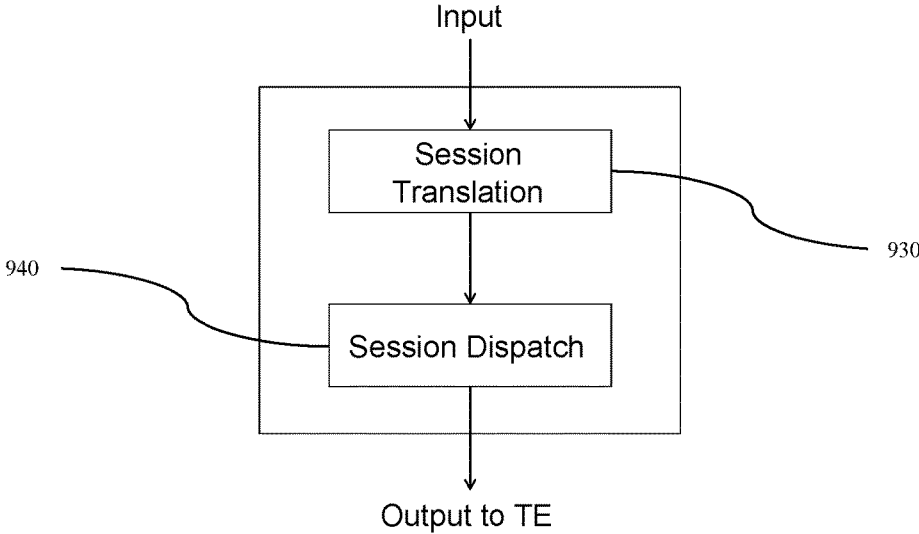 Input
Session
Translation
930
940
Session Dispatch
Output to TE